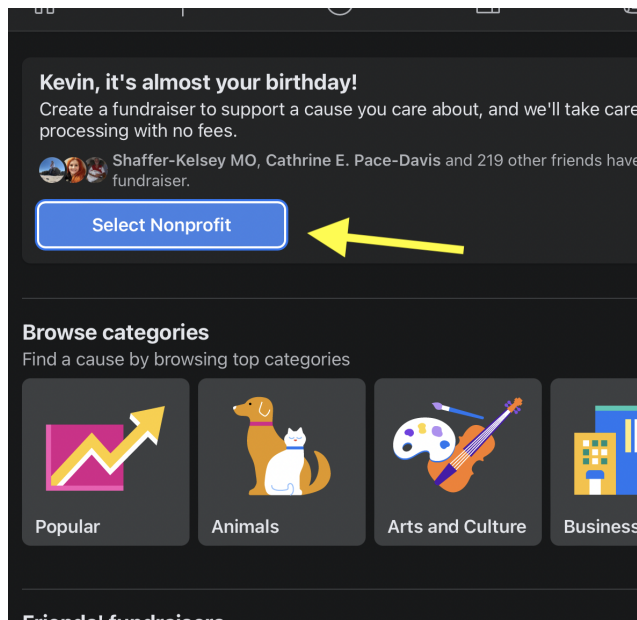 Kevin, it's almost your birthday!
Create a fundraiser to support a cause you care about, and we'll take care
processing with no fees.
Shaffer-Kelsey MO, Cathrine E. Pace-Davis and 219 other friends have
fundraiser.
Select Nonprofit
Browse categories
Find a cause by browsing top categories
Popular
Animals
Arts and Culture
Business
Friends' fundraisers